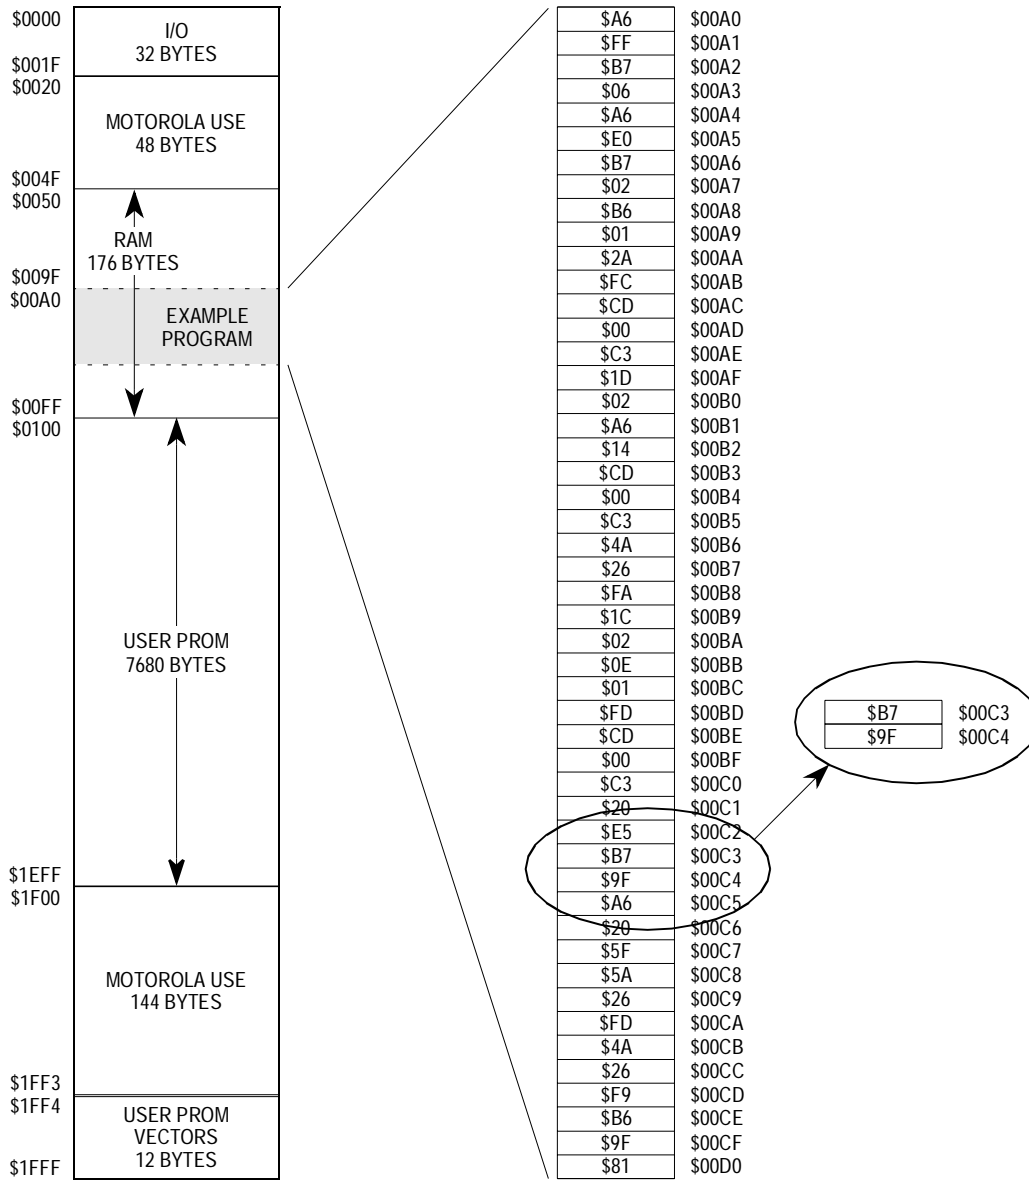 $0000
I/O
32 BYTES
$001F
$0020
MOTOROLA USE
48 BYTES
$004F
$0050
RAM
176 BYTES
$009F
$00A0
EXAMPLE
PROGRAM
$00FF
$0100
USER PROM
7680 BYTES
$1EFF
$1F00
MOTOROLA USE
144 BYTES
$1FF3
$1FF4
USER PROM
VECTORS
12 BYTES
$1FFF
$A6 $00A0
$FF $00A1
$B7 $00A2
$06 $00A3
$A6 $00A4
$E0 $00A5
$B7 $00A6
$02 $00A7
$B6 $00A8
$01 $00A9
$2A $00AA
$FC $00AB
$CD $00AC
$00 $00AD
$C3 $00AE
$1D $00AF
$02 $00B0
$A6 $00B1
$14 $00B2
$CD $00B3
$00 $00B4
$C3 $00B5
$4A $00B6
$26 $00B7
$FA $00B8
$1C $00B9
$02 $00BA
$0E $00BB
$01 $00BC
$FD $00BD
$CD $00BE
$00 $00BF
$C3 $00C0
$20 $00C1
$E5 $00C2
$B7 $00C3
$9F $00C4
$A6 $00C5
$20 $00C6
$5F $00C7
$5A $00C8
$26 $00C9
$FD $00CA
$4A $00CB
$26 $00CC
$F9 $00CD
$B6 $00CE
$9F $00CF
$81 $00D0
$B7 $00C3
$9F $00C4